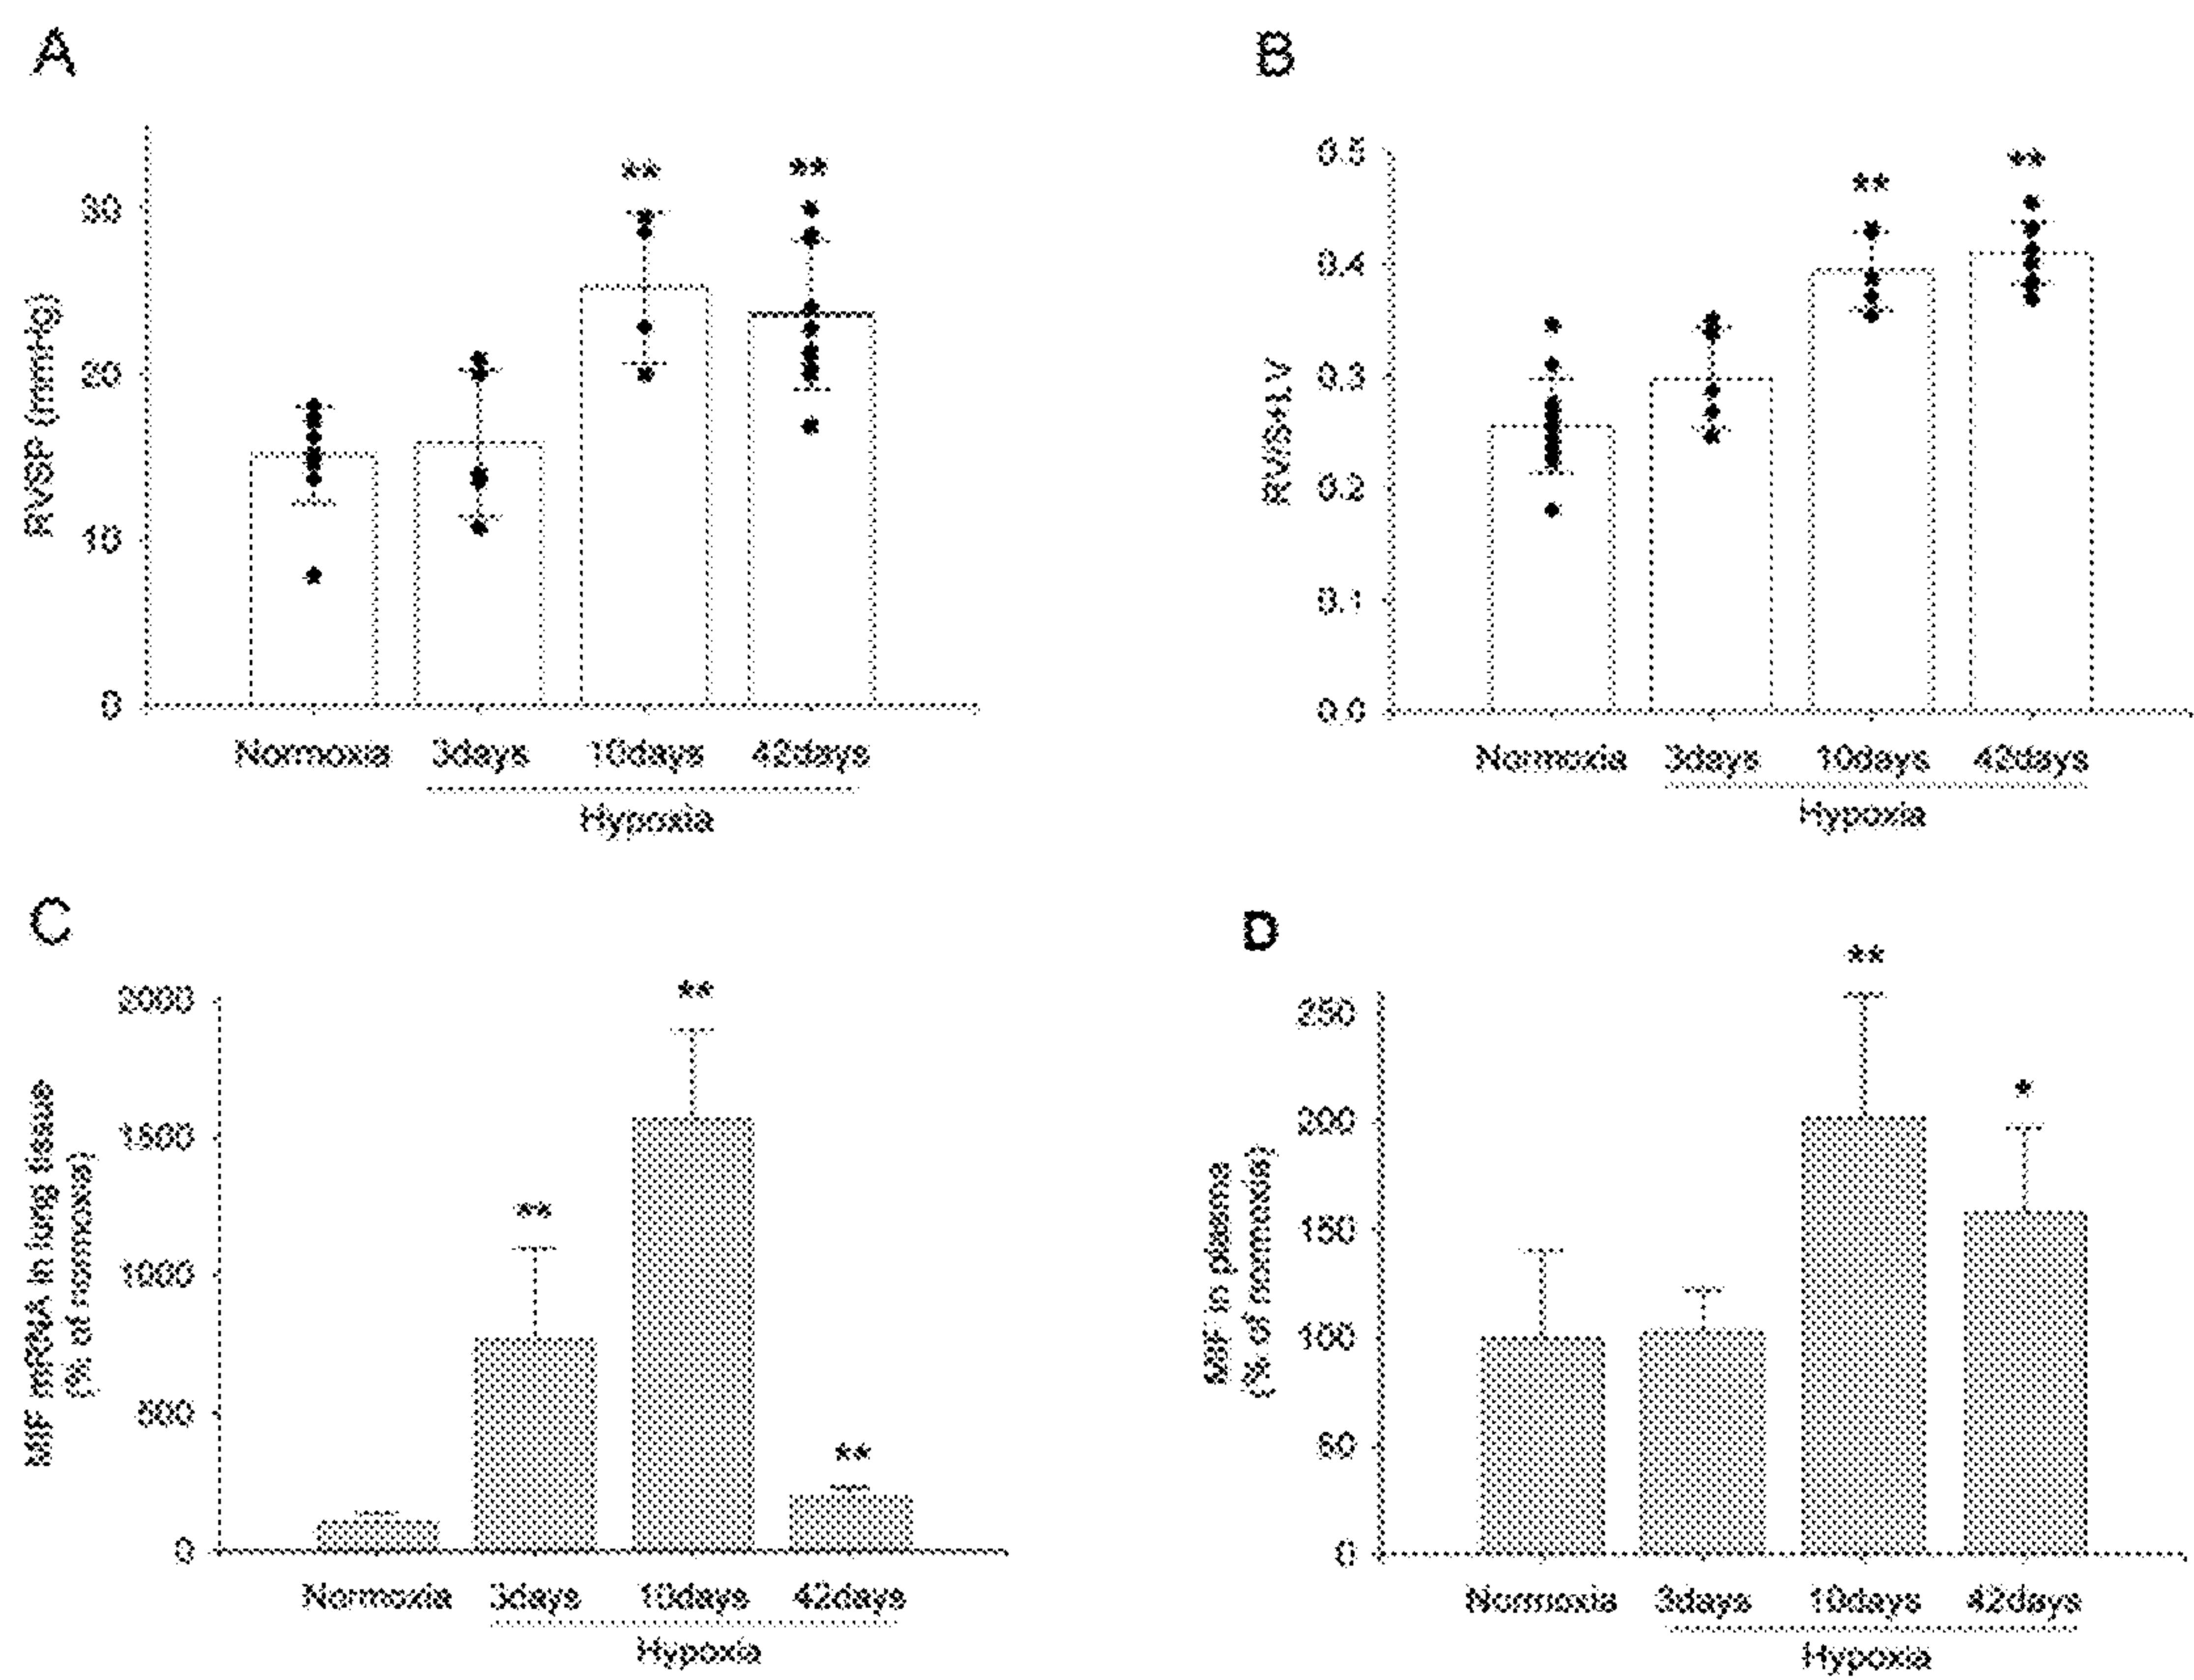 A
RVSP (mmHg)
30
20
10
0
** **
Normoxia 3days 10days 42days
Hypoxia
B
RV/S+LV
0.5
0.4
0.3
0.2
0.1
0.0
** **
Normoxia 3days 10days 42days
Hypoxia
C
MIF mRNA in lung tissue
(% of normoxia)
2000
1500
1000
500
0
** ** **
Normoxia 3days 10days 42days
Hypoxia
D
MIF in plasma
(% of normoxia)
250
200
150
100
50
0
** *
Normoxia 3days 10days 42days
Hypoxia